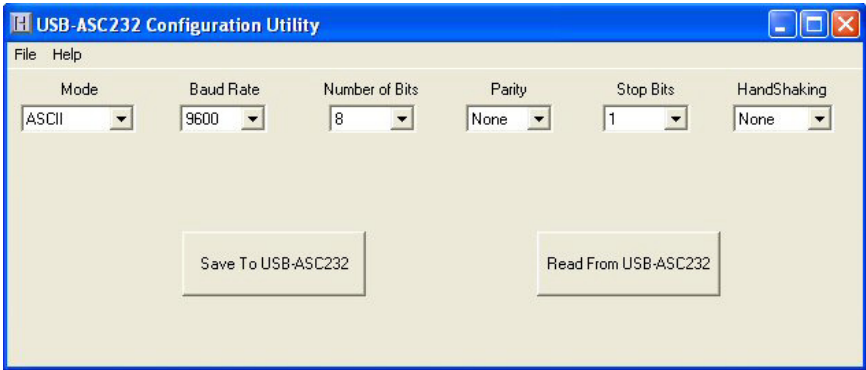 USB-ASC232 Configuration Utility
File Help
Mode Baud Rate Number of Bits Parity Stop Bits HandShaking
ASCII 9600 8 None 1 None
Save To USB-ASC232 Read From USB-ASC232